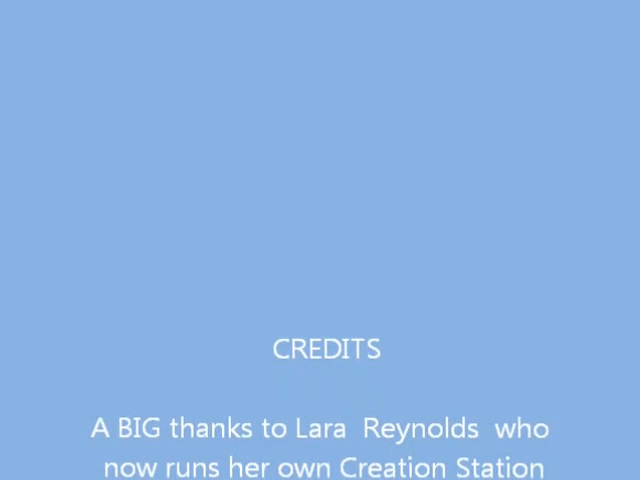 CREDITS
A BIG thanks to Lara Reynolds who
now runs her own Creation Station